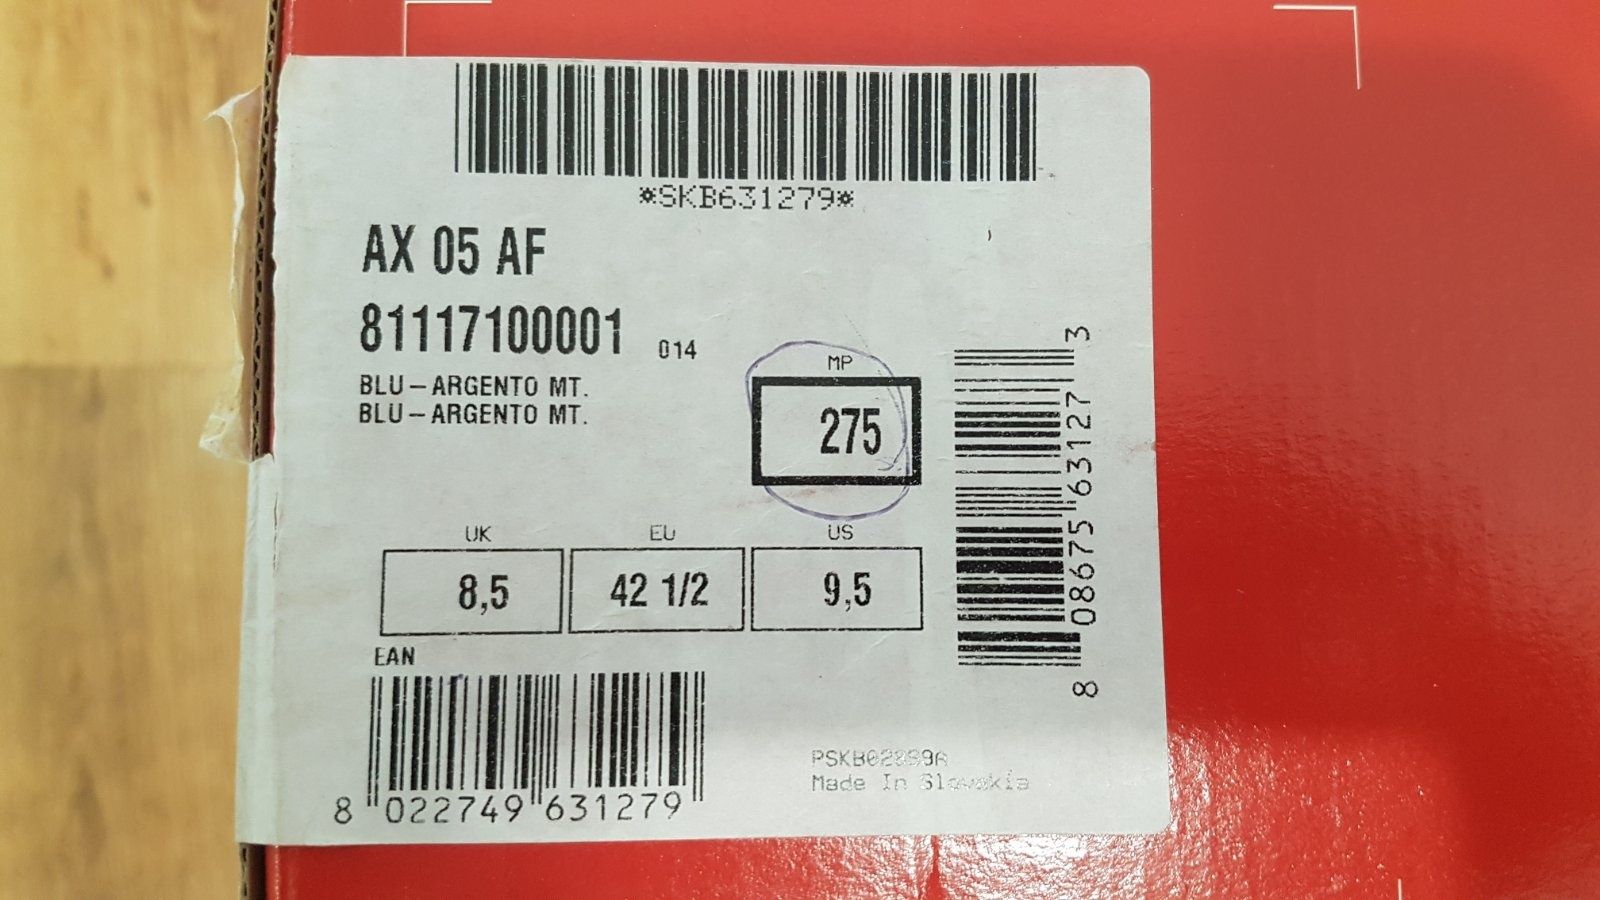 *SKB631279*
AX 05 AF
81117100001 014
BLU-ARGENTO MT.
BLU-ARGENTO MT.
MP
275
UK EU US
8,5 42 1/2 9,5
EAN
8 022749 631279
8 08675 63127 3
Made In Slovakia